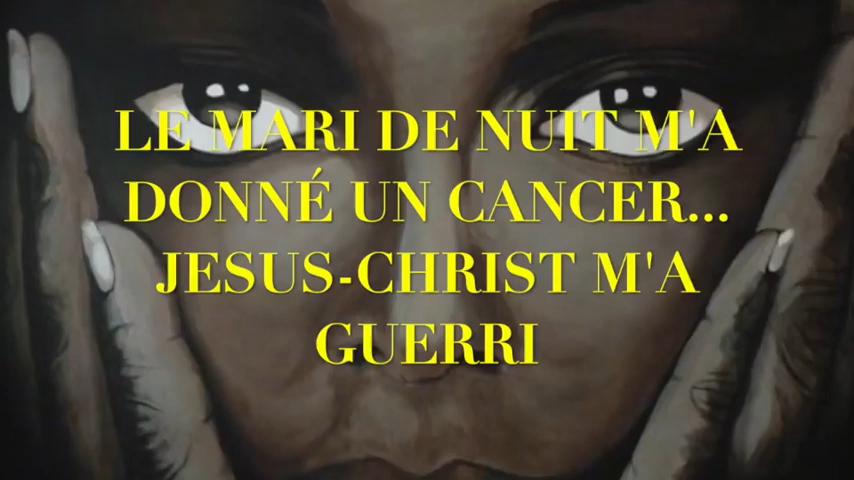 LE MARI DE NUIT M'A
DONNÉ UN CANCER...
JESUS-CHRIST M'A
GUERRI